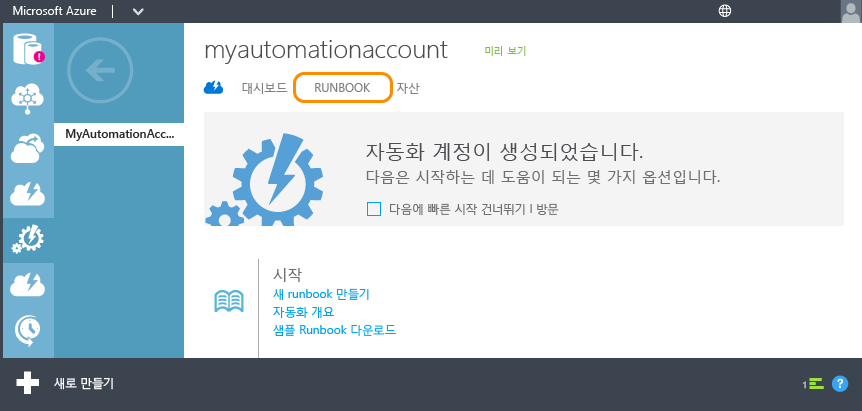 Microsoft Azure
myautomationaccount 미리 보기
대시보드 RUNBOOK 자산
MyAutomationAcc...
자동화 계정이 생성되었습니다.
다음은 시작하는 데 도움이 되는 몇 가지 옵션입니다.
다음에 빠른 시작 건너뛰기 I 방문
시작
새 runbook 만들기
자동화 개요
샘플 Runbook 다운로드
새로 만들기
1
?